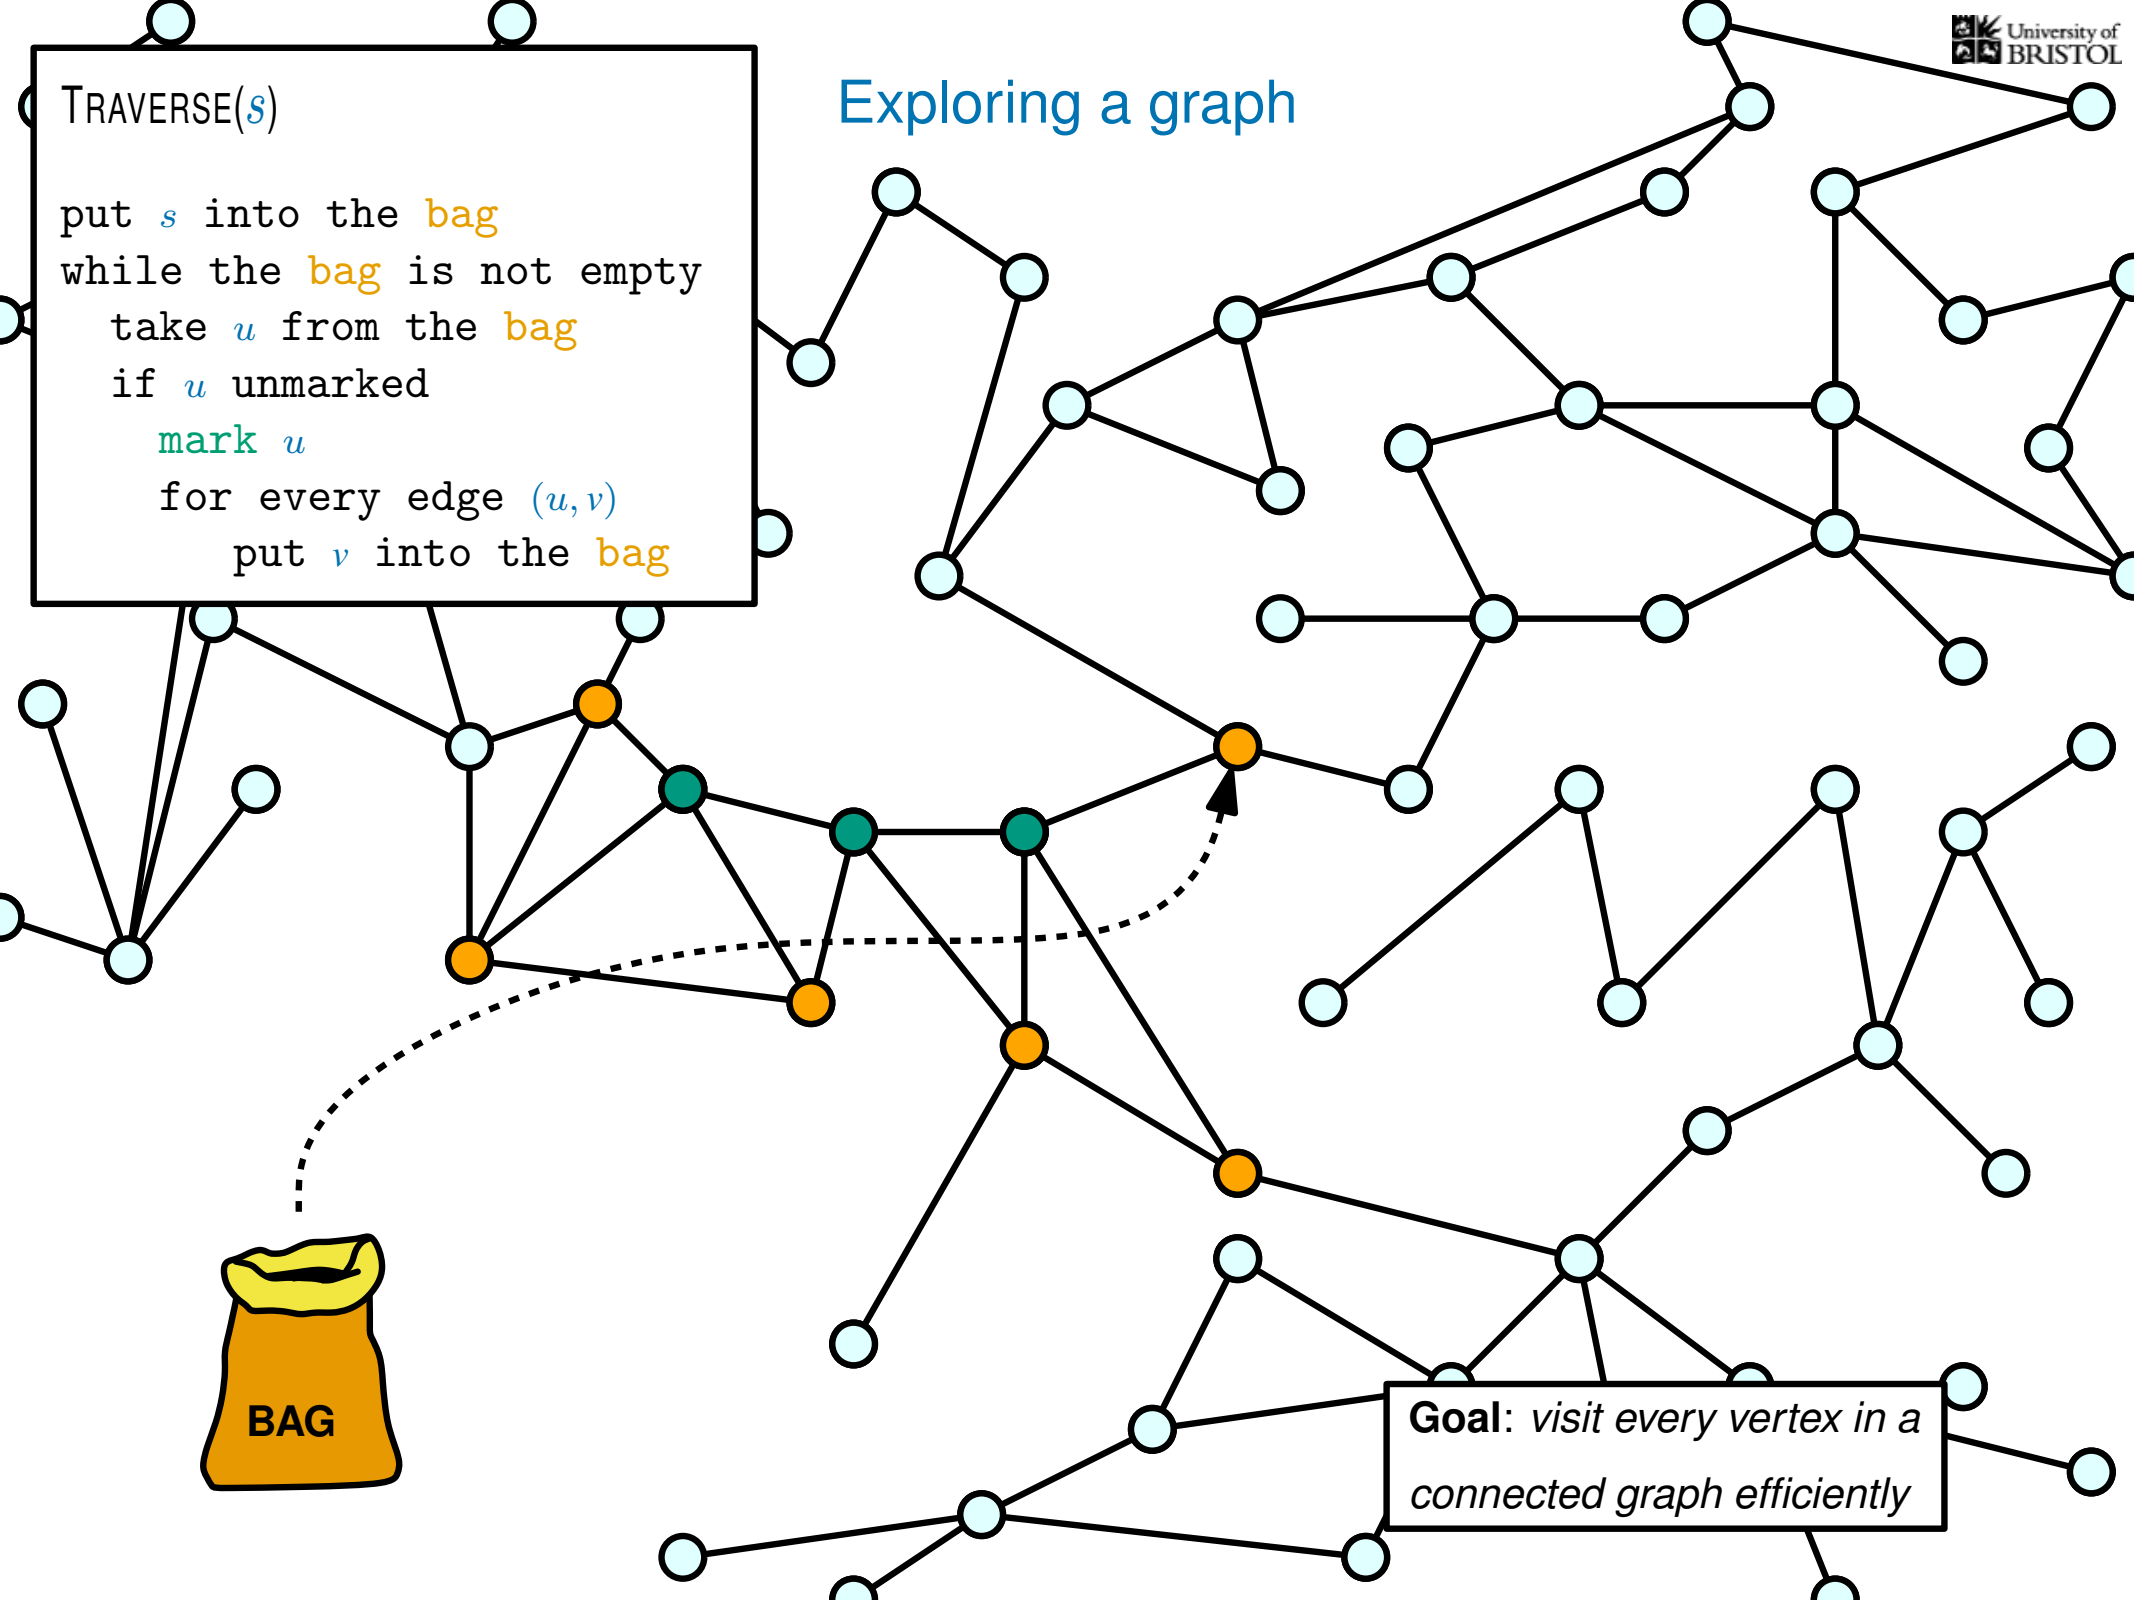 University of
BRISTOL
Exploring a graph
TRAVERSE(s)
put s into the bag
while the bag is not empty
take u from the bag
if u unmarked
mark u
for every edge (u, v)
put v into the bag
BAG
Goal: visit every vertex in a
connected graph efficiently